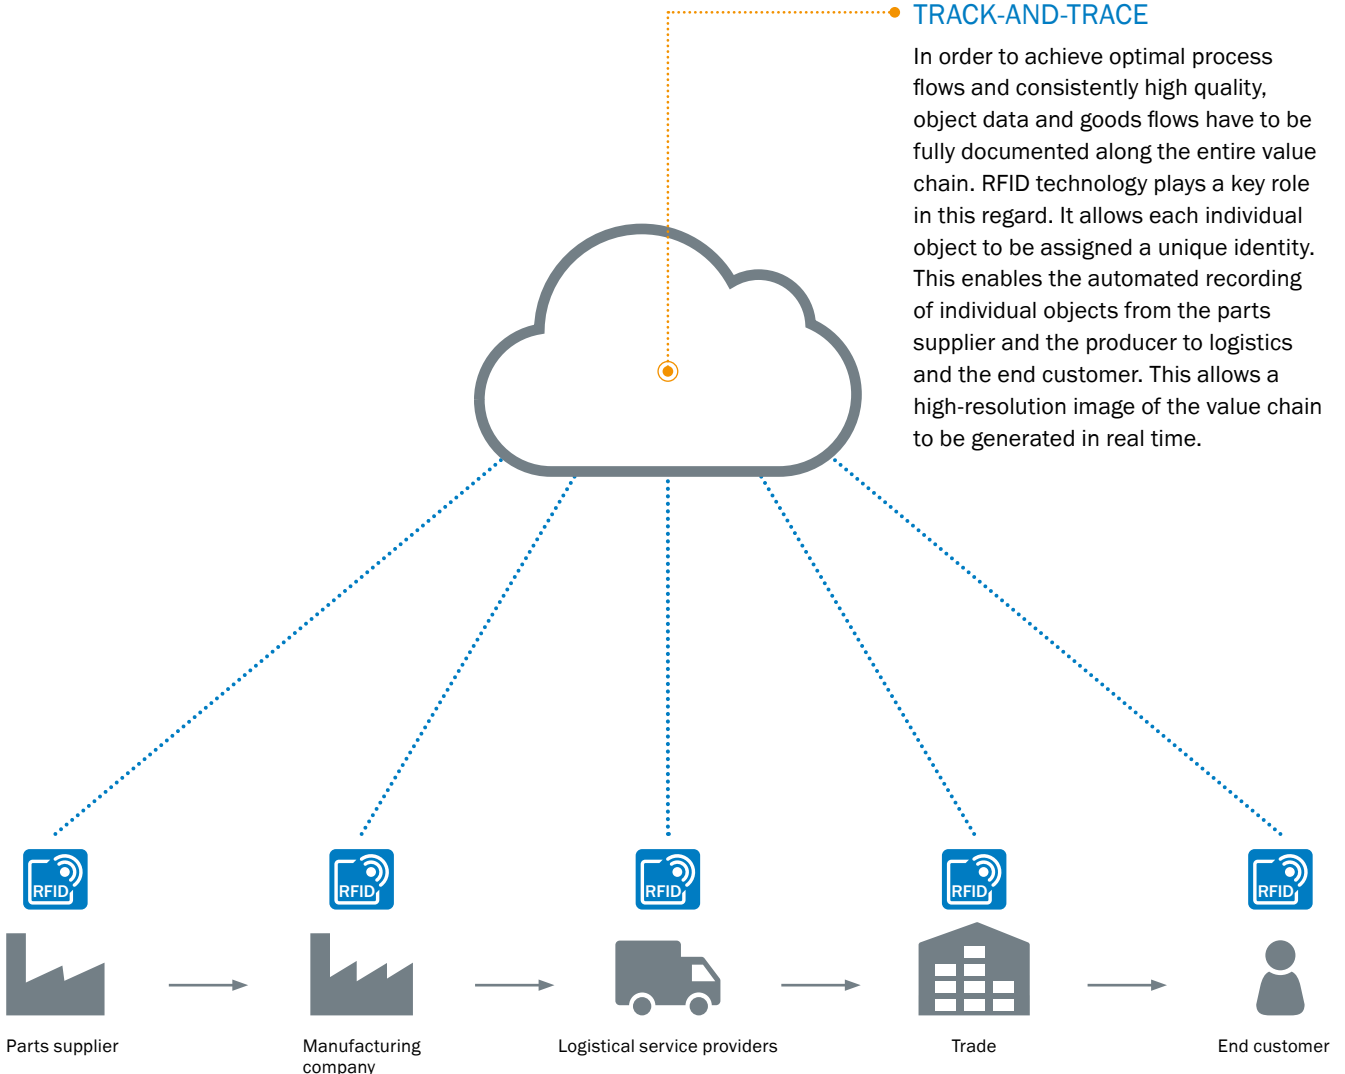 TRACK-AND-TRACE
In order to achieve optimal process
flows and consistently high quality,
object data and goods flows have to be
fully documented along the entire value
chain. RFID technology plays a key role
in this regard. It allows each individual
object to be assigned a unique identity.
This enables the automated recording
of individual objects from the parts
supplier and the producer to logistics
and the end customer. This allows a
high-resolution image of the value chain
to be generated in real time.
RFID
RFID
RFID
RFID
RFID
Parts supplier
Manufacturing
company
Logistical service providers
Trade
End customer